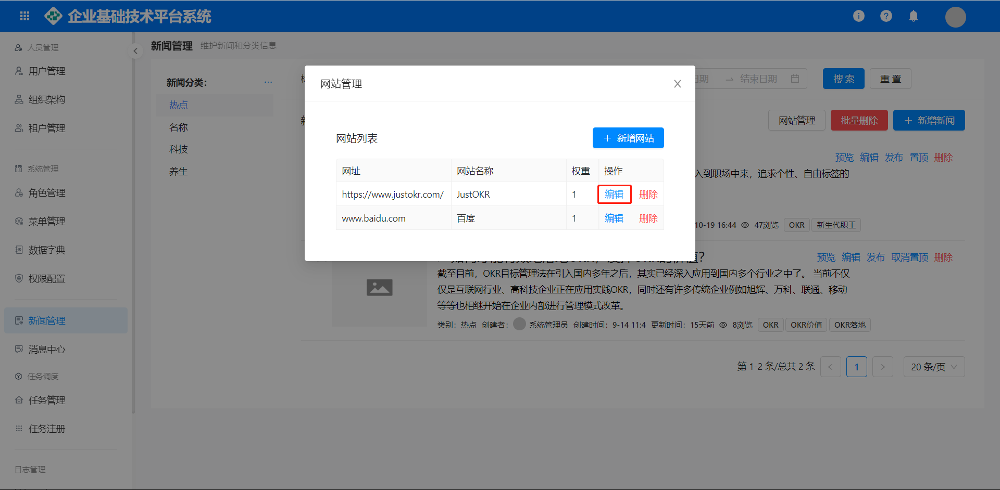 企业基础技术平台系统
人员管理
用户管理
组织架构
租户管理
系统管理
角色管理
菜单管理
数据字典
权限配置
新闻管理
消息中心
任务调度
任务管理
任务注册
日志管理
新闻管理 维护新闻和分类信息
新闻分类： ...
热点
名称
科技
养生
日期 → 结束日期
搜 索 重 置
网站管理 批量删除 + 新增新闻
网站管理
网站列表 + 新增网站
网址 网站名称 权重 操作
https://www.justokr.com/ JustOKR 1 编辑 删除
www.baidu.com 百度 1 编辑 删除
预览 编辑 发布 置顶 删除
入到职场中来，追求个性、自由标签的
10-19 16:44 47浏览 OKR 新生代职工
值？
预览 编辑 发布 取消置顶 删除
截至目前，OKR目标管理法在引入国内多年之后，其实已经深入应用到国内多个行业之中了。 当前不仅
仅是互联网行业、高科技企业正在应用实践OKR，同时还有许多传统企业例如旭辉、万科、联通、移动
等等也相继开始在企业内部进行管理模式改革。
类别：热点 创建者： 系统管理员 创建时间：9-14 11:4 更新时间：15天前 8浏览 OKR OKR价值 OKR落地
第 1-2 条/总共 2 条 < 1 > 20 条/页